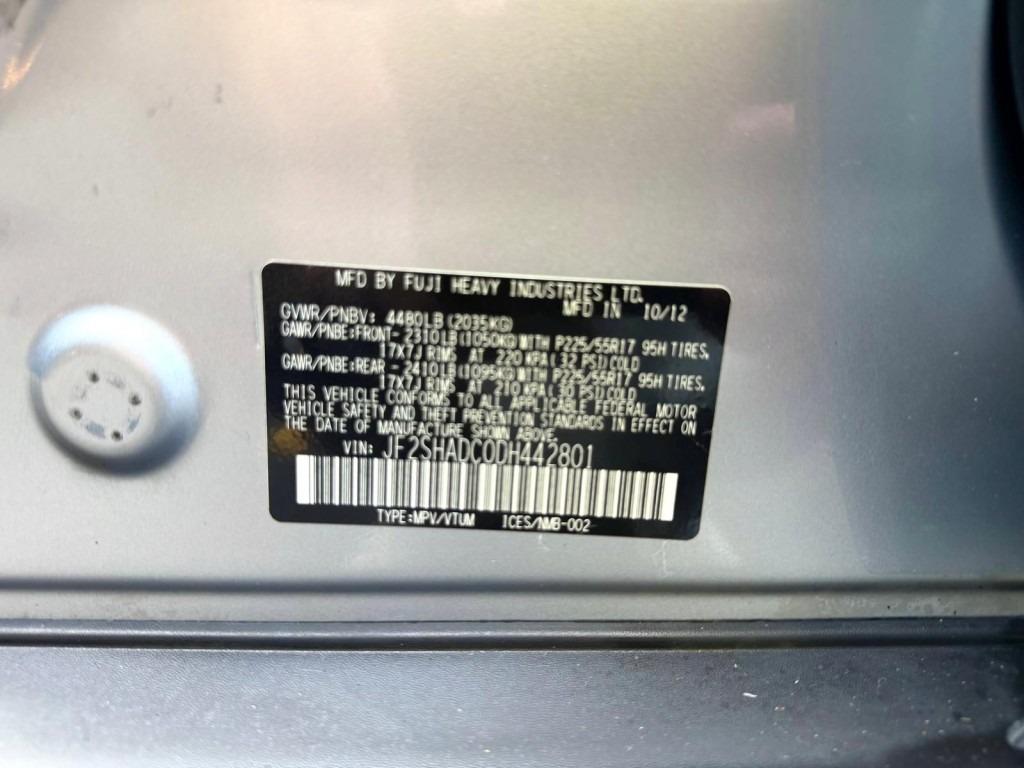 MFD BY FUJI HEAVY INDUSTRIES LTD.
MFD IN 10/12
GVWR/PNBV: 4480LB (2035KG)
GAWR/PNBE:FRONT- 2310LB(1050KG)WITH P225/55R17 95H TIRES,
17X7J RIMS AT 220 KPA(32 PSI)COLD
GAWR/PNBE:REAR - 2410LB(1095KG)WITH P225/55R17 95H TIRES,
17X7J RIMS AT 210 KPA(30 PSI)COLD
THIS VEHICLE CONFORMS TO ALL APPLICABLE FEDERAL MOTOR
VEHICLE SAFETY AND THEFT PREVENTION STANDARDS IN EFFECT ON
THE DATE OF MANUFACTURE SHOWN ABOVE.
VIN: JF2SHADC0DH442801
TYPE:MPV/VTUM ICES/NMB-002